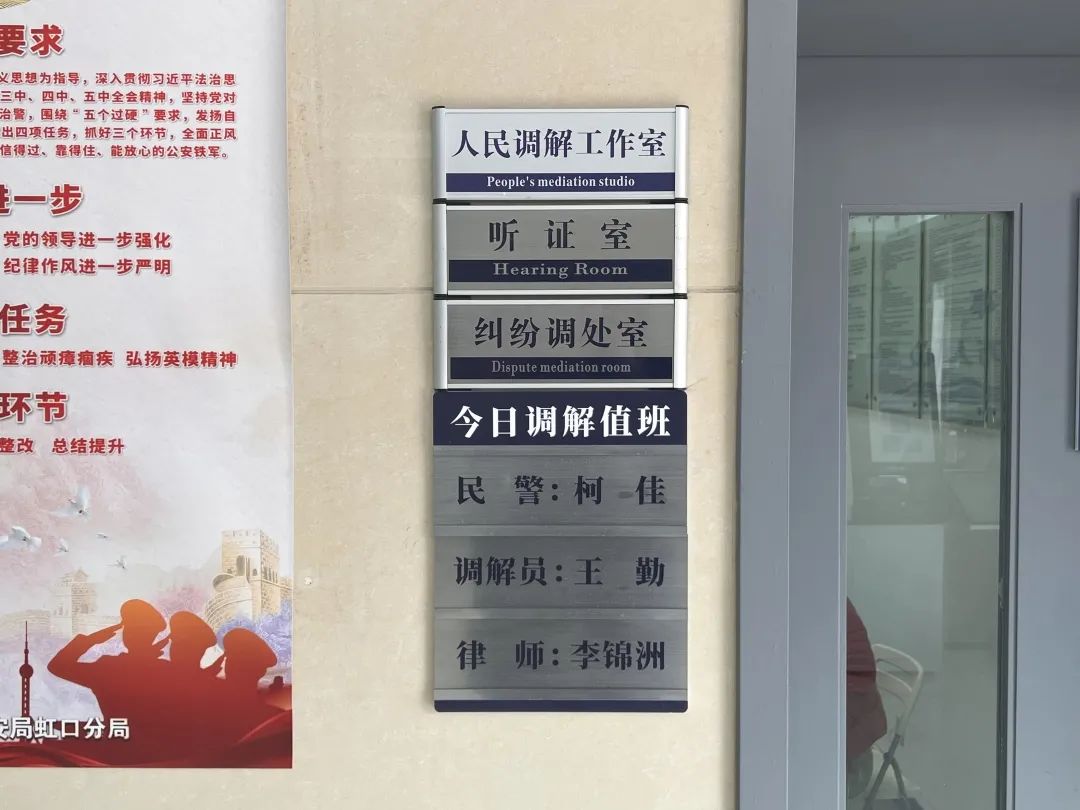 要求
义思想为指导，深入贯彻习近平法治思
三中、四中、五中全会精神，坚持党对
治警，围绕“五个过硬”要求，发扬自
出四项任务，抓好三个环节，全面正风
信得过、靠得住、能放心的公安铁军。
进一步
党的领导进一步强化
纪律作风进一步严明
任务
整治顽瘴痼疾 弘扬英模精神
环节
整改 总结提升
安局虹口分局
人民调解工作室
People's mediation studio
听证室
Hearing Room
纠纷调处室
Dispute mediation room
今日调解值班
民警：柯佳
调解员：王勤
律师：李锦洲